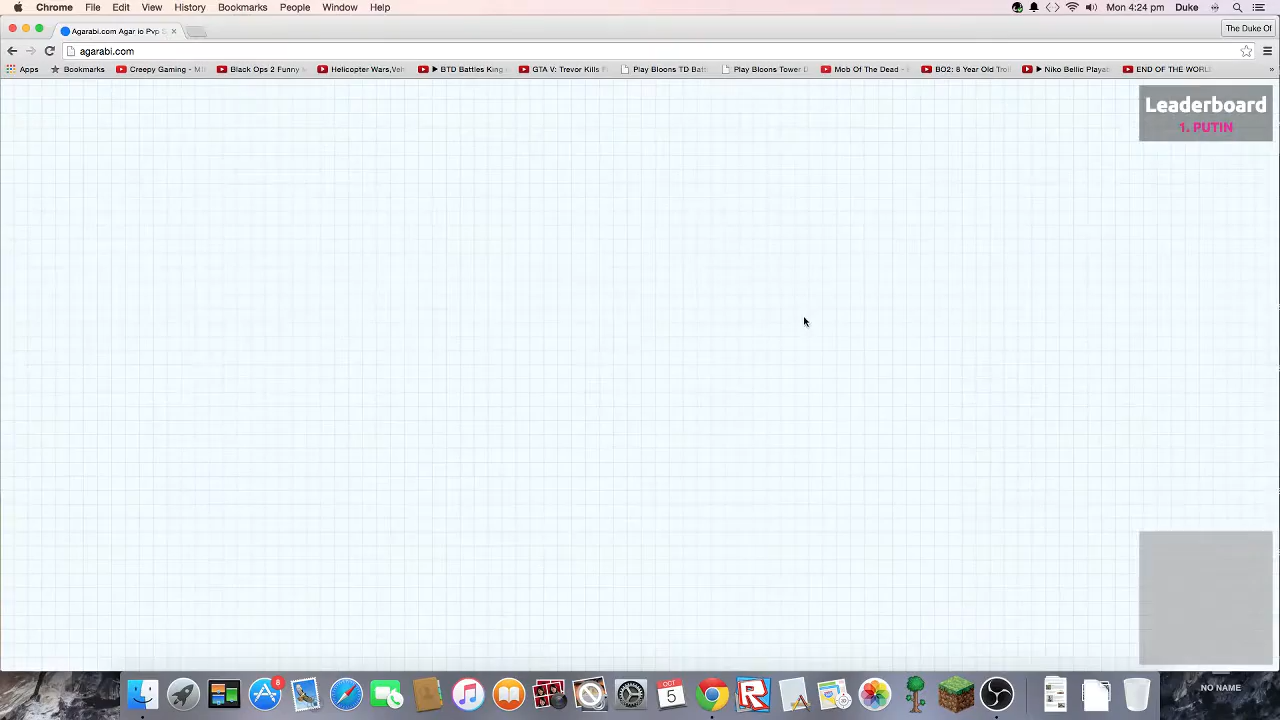 Chrome File Edit View History Bookmarks People Window Help Mon 4:24 pm Duke
Agarabi.com Agar io Pvp The Duke Of
agarabi.com
Apps Bookmarks Creepy Gaming - Black Ops 2 Funny Helicopter Wars,Veh ▶ BTD Battles King GTA V: Trevor Kills Play Bloons TD Batt Play Bloons Tower D Mob Of The Dead - BO2: 8 Year Old Trol ▶ Niko Bellic Playab END OF THE WORL »
Leaderboard
1. PUTIN
8
OCT
5
NO NAME